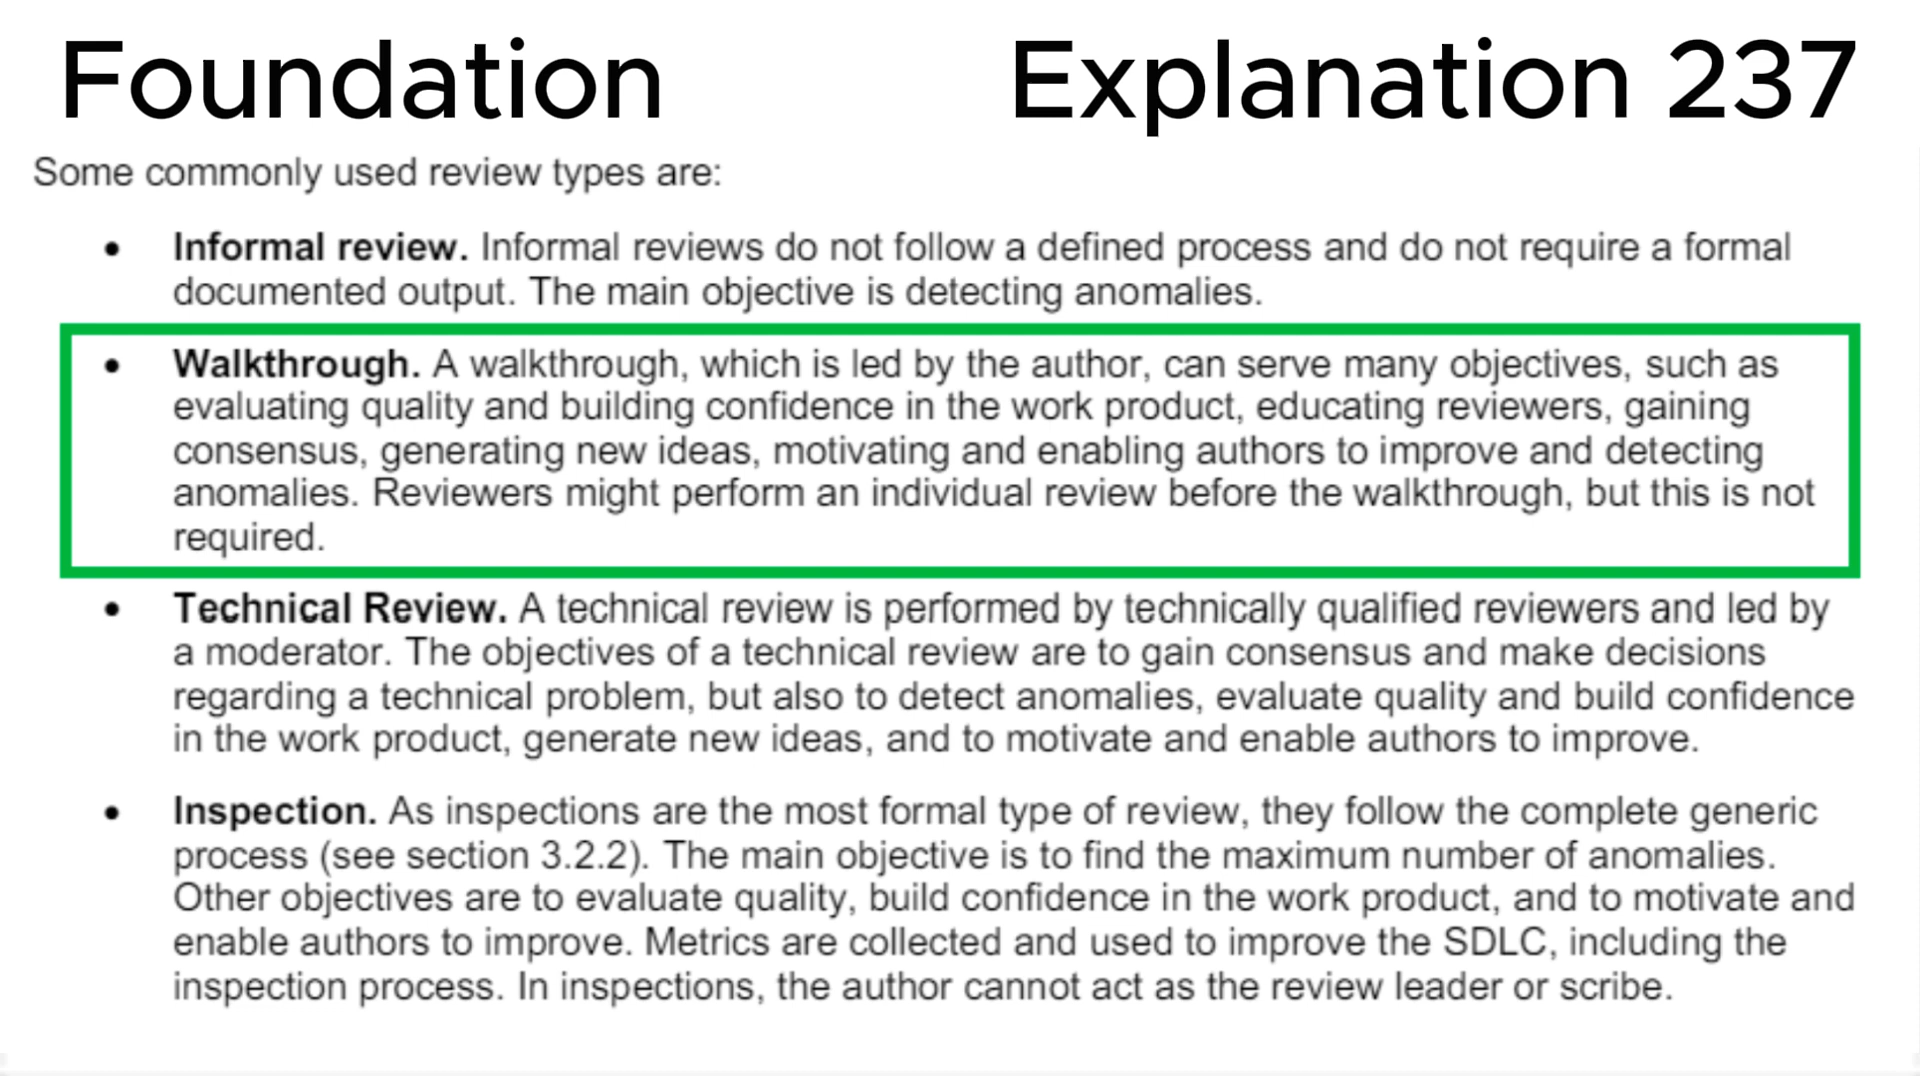 Foundation
Explanation 237
Some commonly used review types are:
• Informal review. Informal reviews do not follow a defined process and do not require a formal
documented output. The main objective is detecting anomalies.
• Walkthrough. A walkthrough, which is led by the author, can serve many objectives, such as
evaluating quality and building confidence in the work product, educating reviewers, gaining
consensus, generating new ideas, motivating and enabling authors to improve and detecting
anomalies. Reviewers might perform an individual review before the walkthrough, but this is not
required.
• Technical Review. A technical review is performed by technically qualified reviewers and led by
a moderator. The objectives of a technical review are to gain consensus and make decisions
regarding a technical problem, but also to detect anomalies, evaluate quality and build confidence
in the work product, generate new ideas, and to motivate and enable authors to improve.
• Inspection. As inspections are the most formal type of review, they follow the complete generic
process (see section 3.2.2). The main objective is to find the maximum number of anomalies.
Other objectives are to evaluate quality, build confidence in the work product, and to motivate and
enable authors to improve. Metrics are collected and used to improve the SDLC, including the
inspection process. In inspections, the author cannot act as the review leader or scribe.